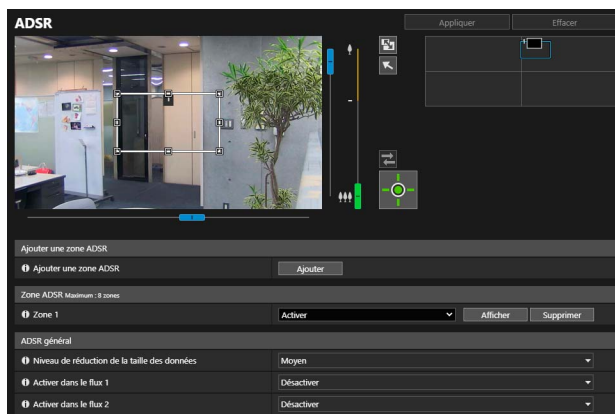 ADSR
Appliquer
Effacer
1
1
Ajouter une zone ADSR
Ajouter une zone ADSR
Ajouter
Zone ADSR Maximum : 8 zones
Zone 1
Activer
Afficher
Supprimer
ADSR général
Niveau de réduction de la taille des données
Moyen
Activer dans le flux 1
Désactiver
Activer dans le flux 2
Désactiver